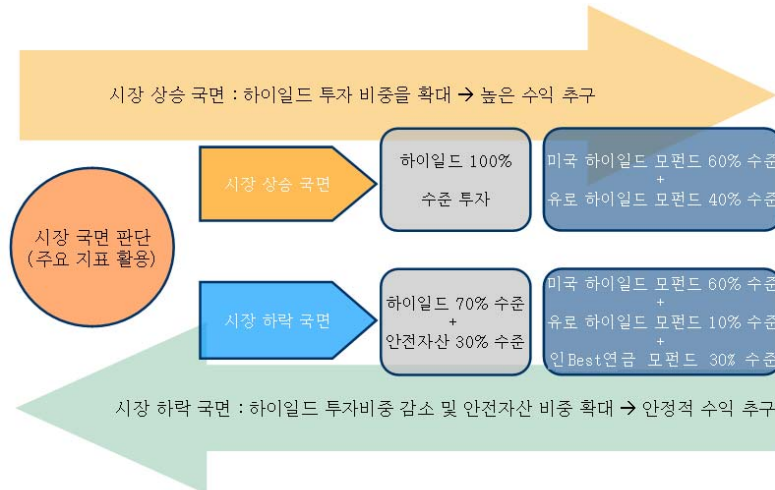 시장 상승 국면 : 하이일드 투자 비중을 확대 → 높은 수익 추구
시장 상승 국면
하이일드 100%
수준 투자
미국 하이일드 모펀드 60% 수준
+
유로 하이일드 모펀드 40% 수준
시장 국면 판단
(주요 지표 활용)
시장 하락 국면
하이일드 70% 수준
+
안전자산 30% 수준
미국 하이일드 모펀드 60% 수준
+
유로 하이일드 모펀드 10% 수준
+
인Best연금 모펀드 30% 수준
시장 하락 국면 : 하이일드 투자비중 감소 및 안전자산 비중 확대 → 안정적 수익 추구